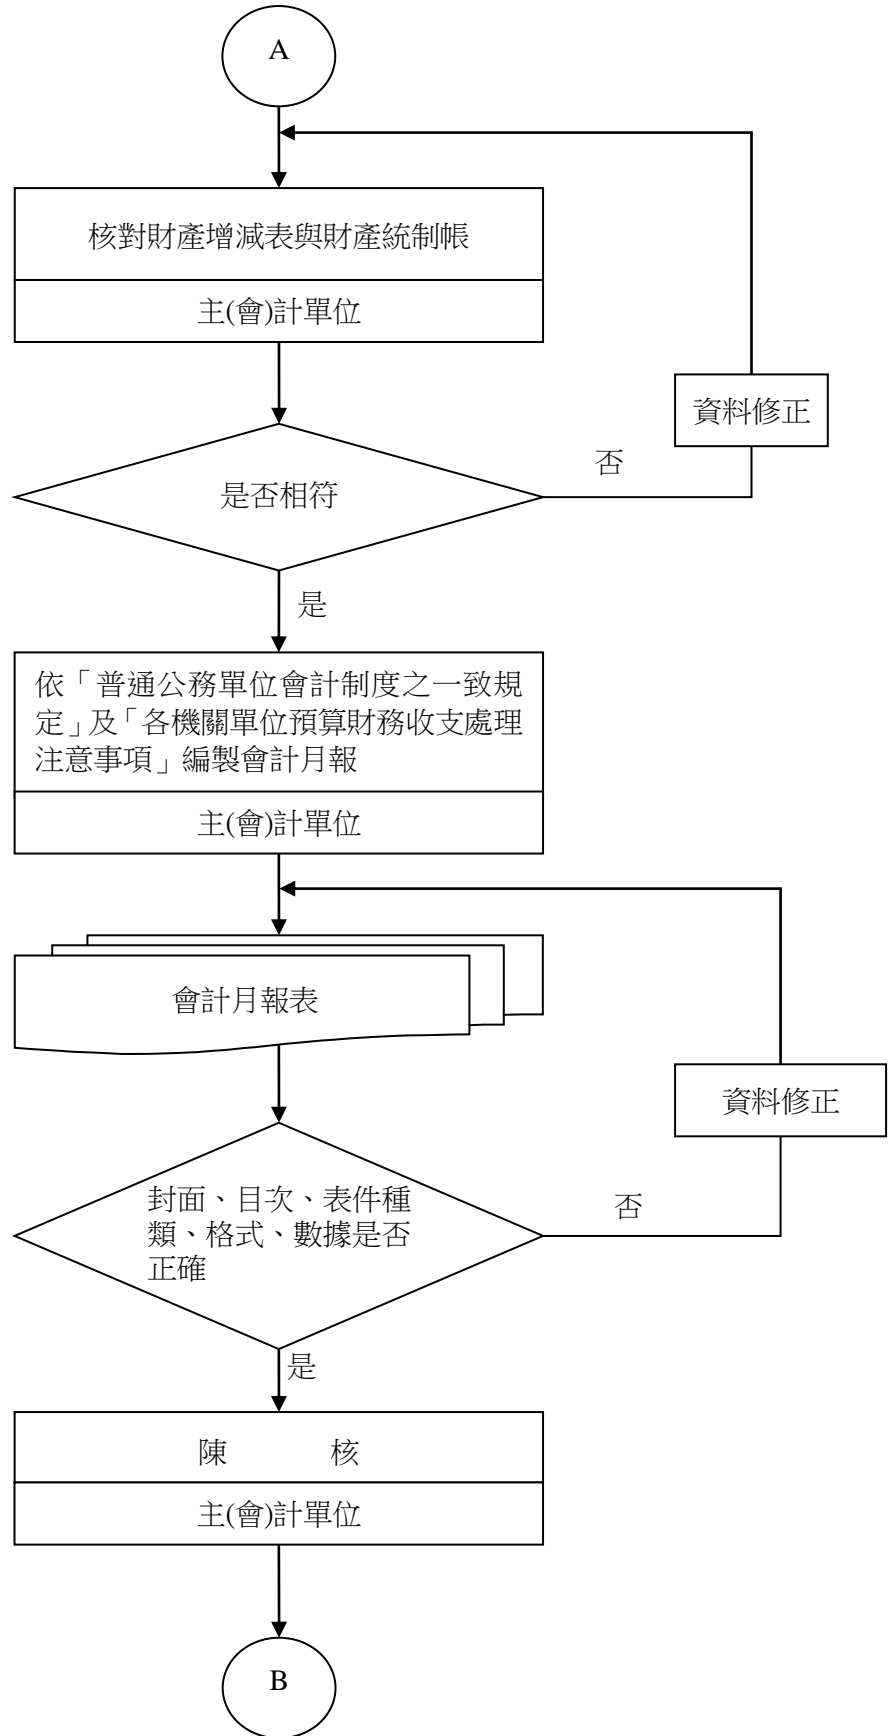 A
核對財產增減表與財產統制帳
主(會)計單位
資料修正
否
是否相符
是
依「普通公務單位會計制度之一致規
定」及「各機關單位預算財務收支處理
注意事項」編製會計月報
主(會)計單位
會計月報表
資料修正
封面、目次、表件種
類、格式、數據是否
正確
否
是
陳 核
主(會)計單位
B